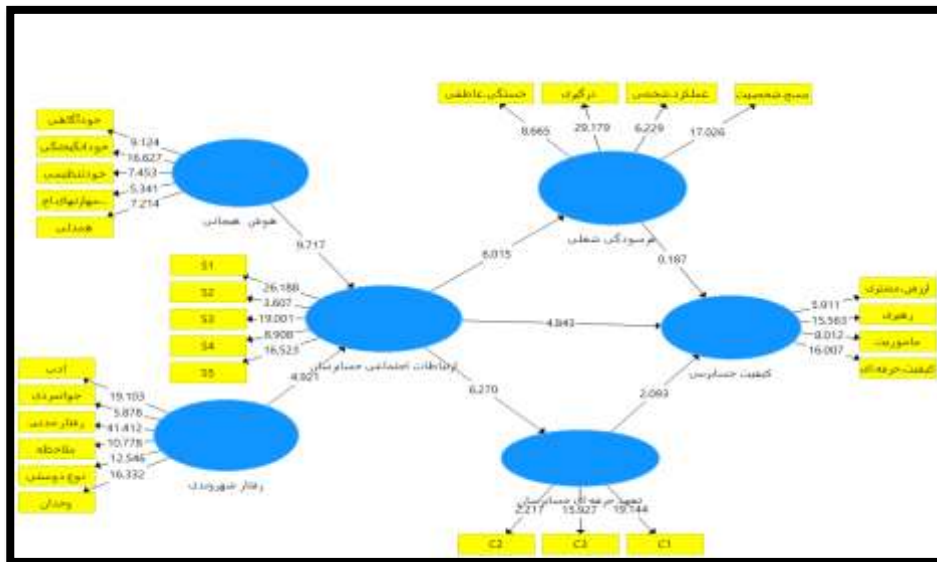 خستگی.عاطفی
درگیری
عملکرد.شخصی
مسخ.شخصیت
8.665
29.179
6.229
17.026
فرسودگی شغلی
خودآگاهی
خودانگیختگی
خودتنظیمی
همدلی
9.124
16.627
7.453
5.341
7.214
هوش هیجانی
9.717
6.015
0.187
S1
S2
S3
S4
S5
26.188
3.607
19.001
8.908
16.523
ارتباطات اجتماعی حسابرسان
4.843
ارزش.مشتری
رهبری
ماموریت
کیفیت.حرفه.ای
5.911
15.563
8.012
16.007
کیفیت حسابرسی
4.921
6.270
2.093
ادب
جوانمردی
رفتار.مدنی
ملاحظه
نوع.دوستی
وجدان
19.103
5.878
41.412
10.778
12.546
16.332
رفتار شهروندی
تعهد حرفه ای حسابرسان
2.217
15.927
19.144
C2
C3
C1